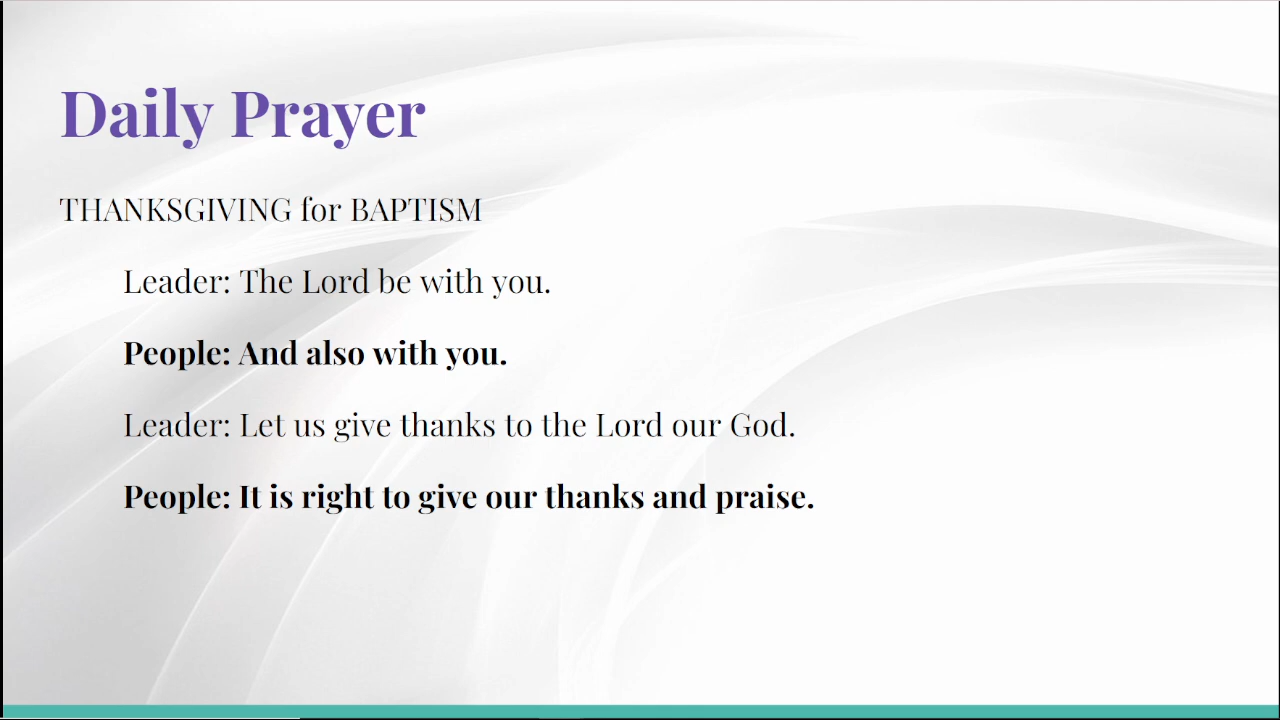 Daily Prayer
THANKSGIVING for BAPTISM
Leader: The Lord be with you.
People: And also with you.
Leader: Let us give thanks to the Lord our God.
People: It is right to give our thanks and praise.